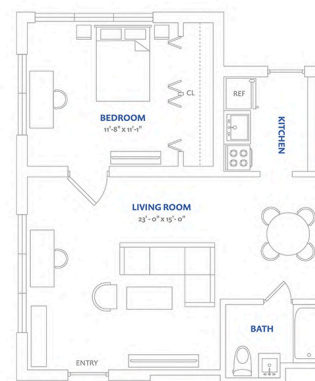 CL
REF
BEDROOM
11'-8" x 11'-1"
KITCHEN
LIVING ROOM
23' - 0" x 15' - 0"
BATH
ENTRY